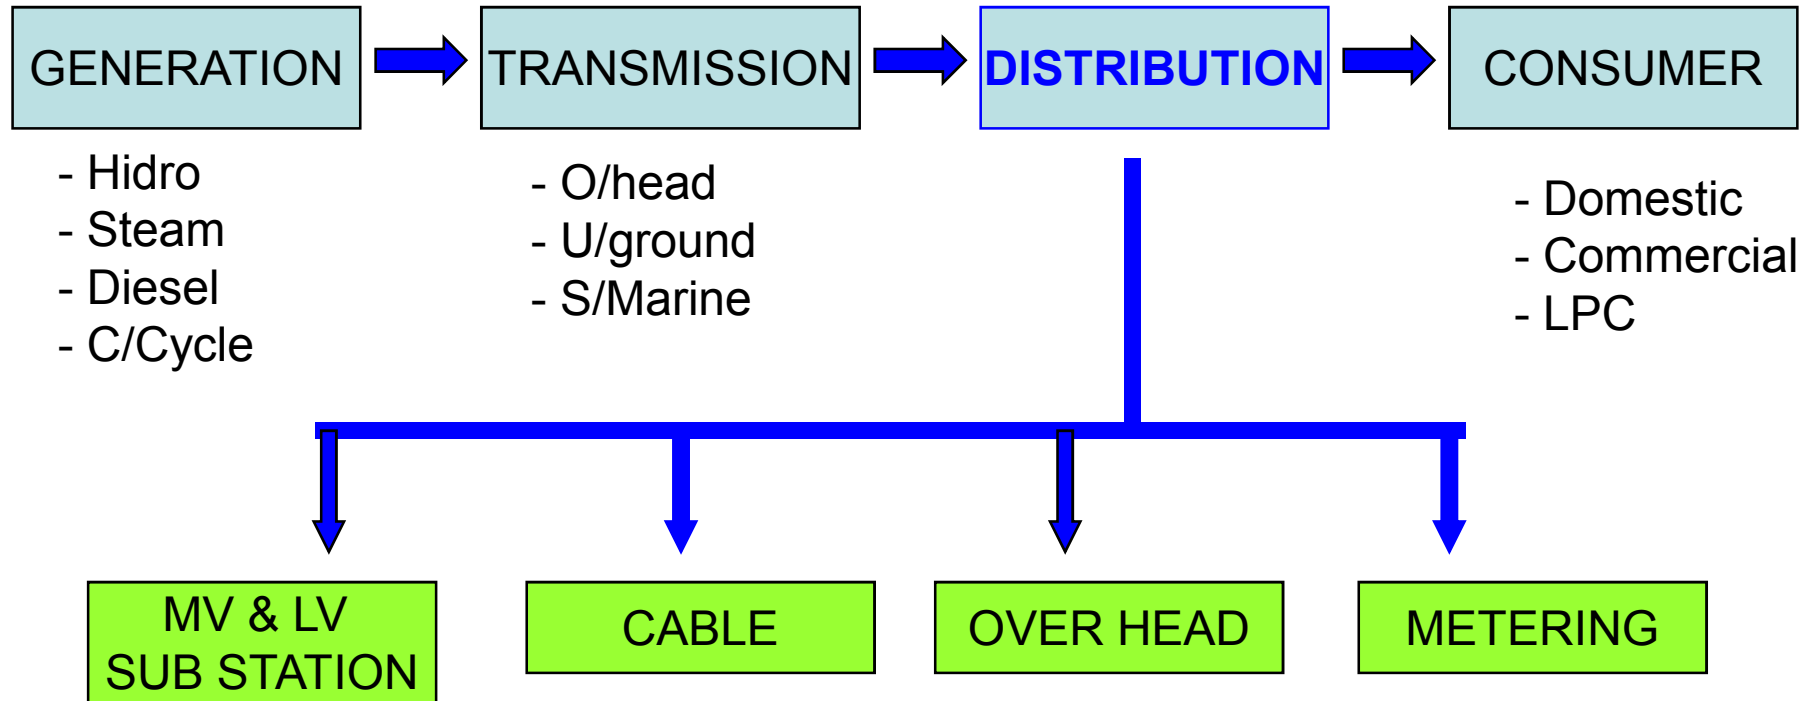 GENERATION
TRANSMISSION
DISTRIBUTION
CONSUMER
- Hidro
- Steam
- Diesel
- C/Cycle
- O/head
- U/ground
- S/Marine
- Domestic
- Commercial
- LPC
MV & LV
SUB STATION
CABLE
OVER HEAD
METERING